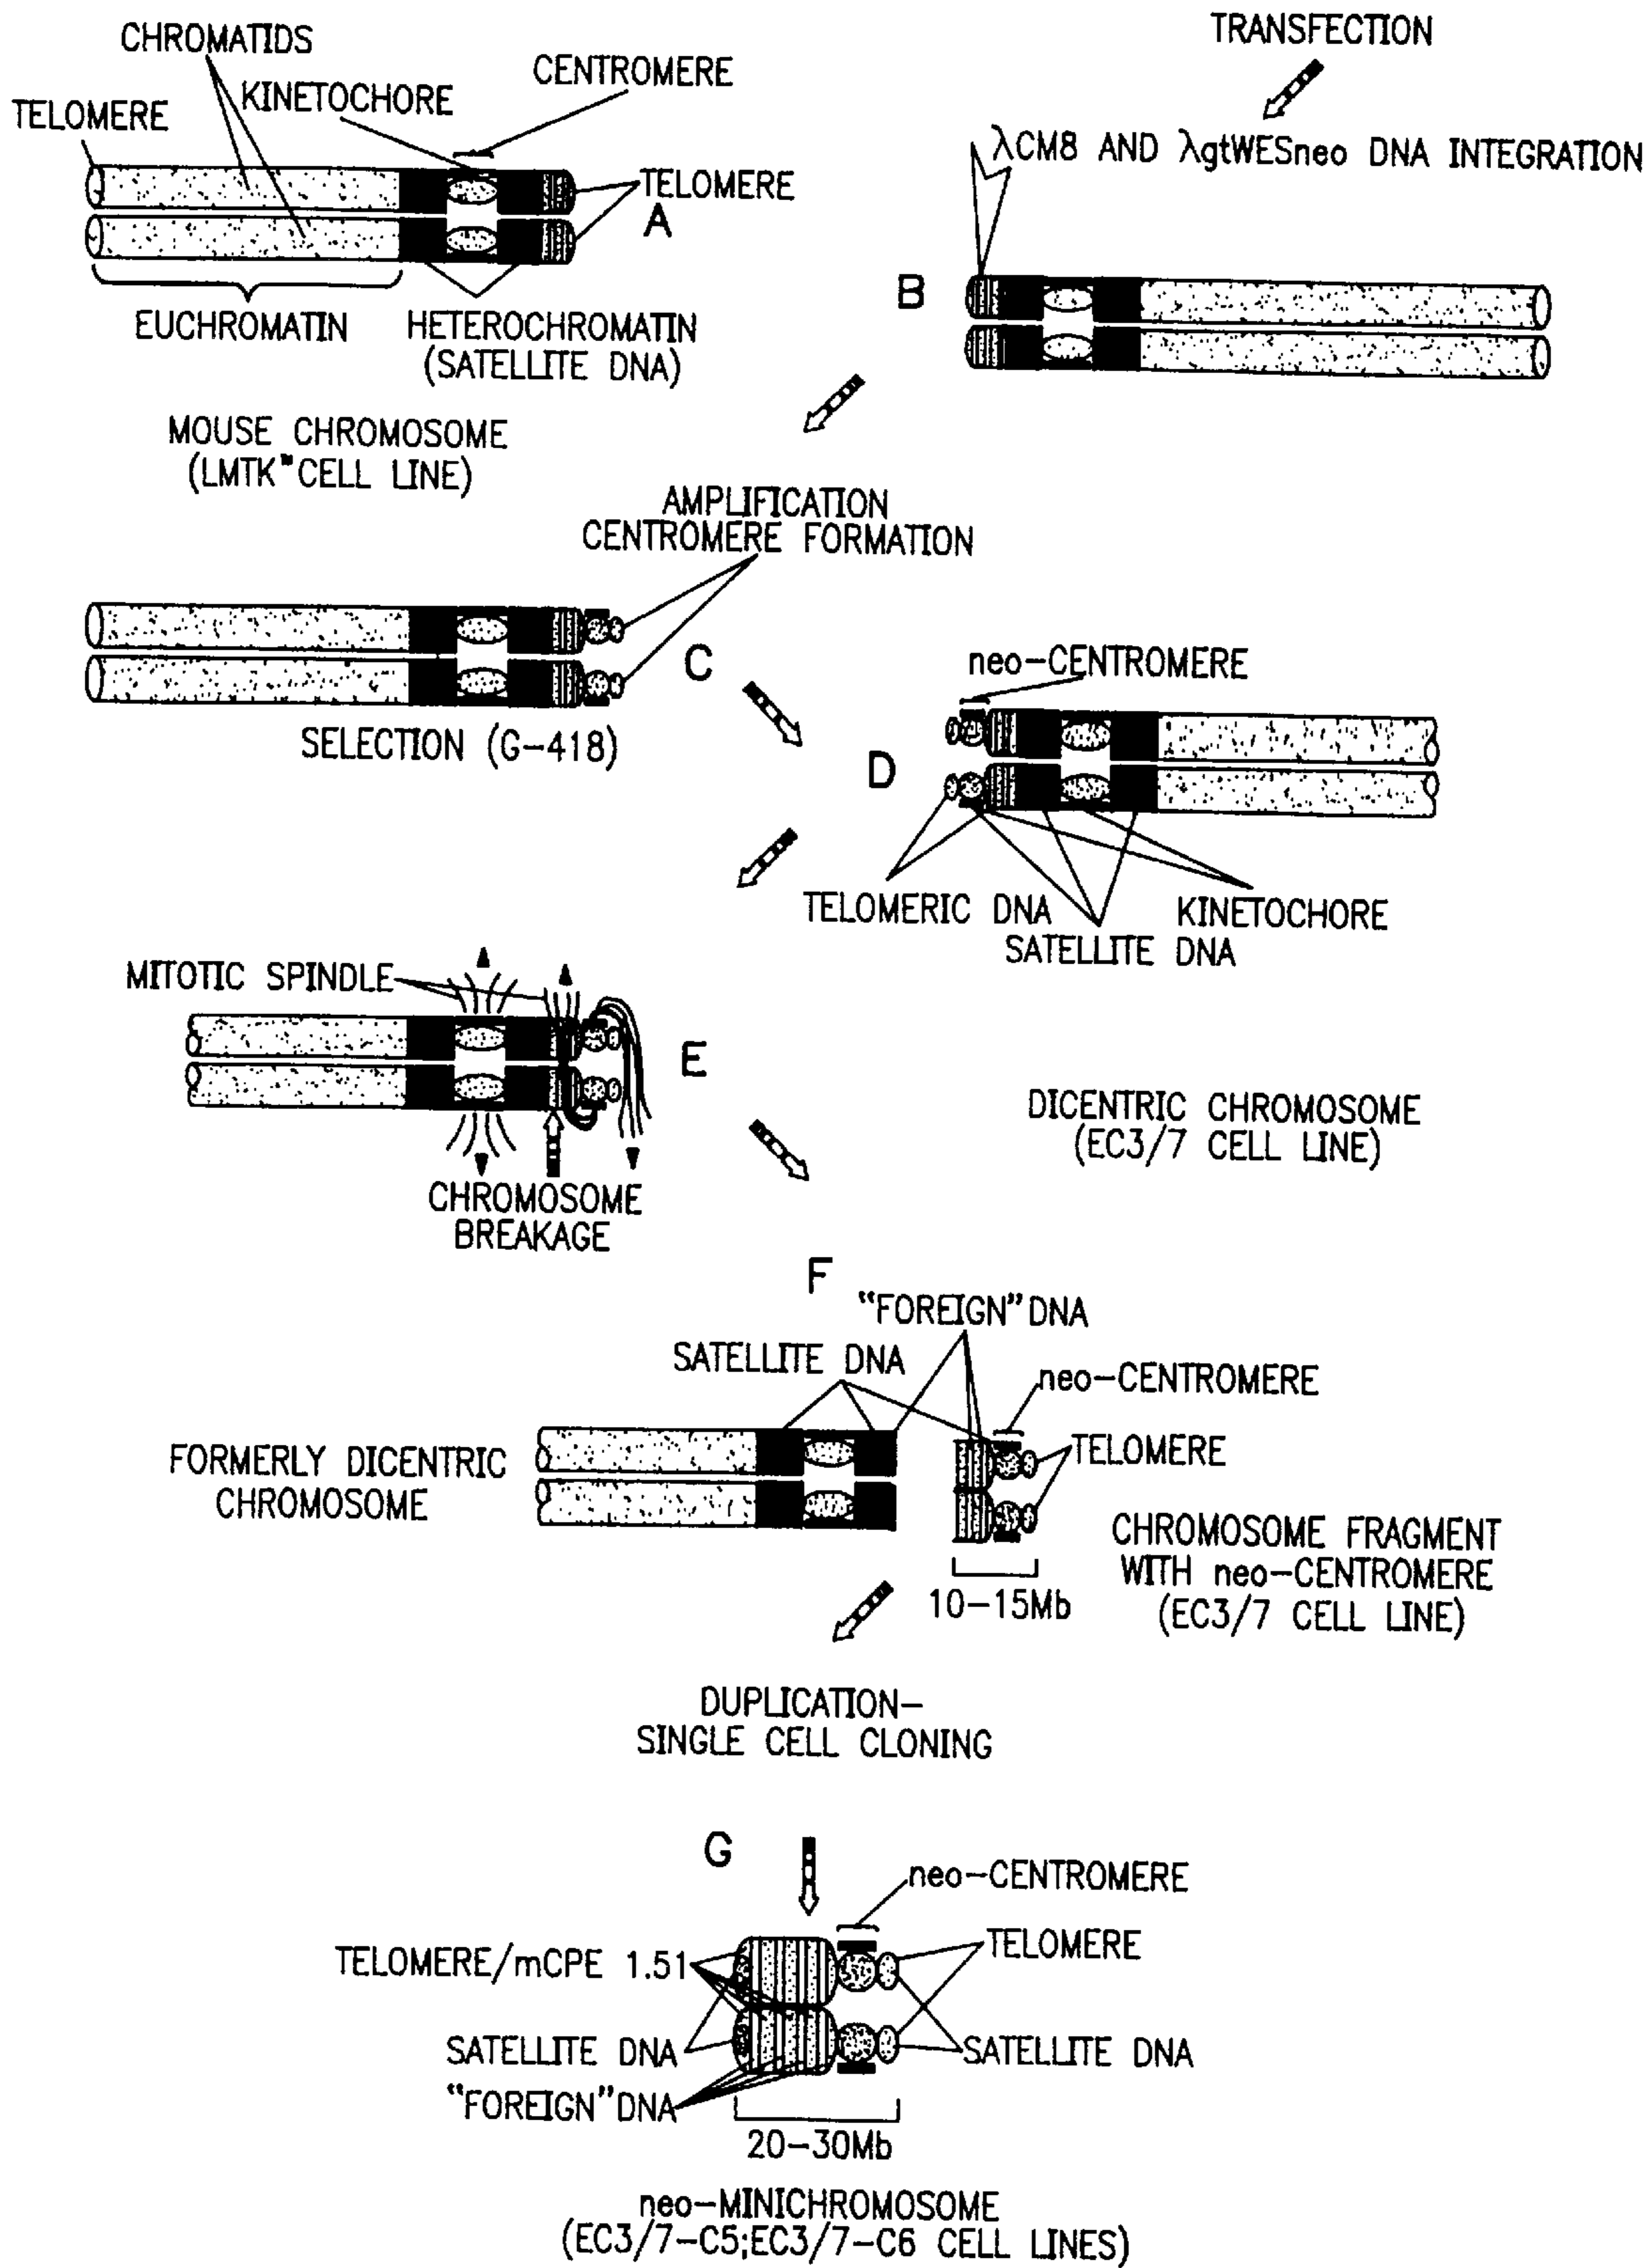 CHROMATIDS
TRANSFECTION
CENTROMERE
KINETOCHORE
TELOMERE
λCM8 AND λgtWESneo DNA INTEGRATION
TELOMERE
A
B
EUCHROMATIN
HETEROCHROMATIN
(SATELLITE DNA)
MOUSE CHROMOSOME
(LMTK⁻ CELL LINE)
AMPLIFICATION
CENTROMERE FORMATION
C
neo-CENTROMERE
SELECTION (G-418)
D
TELOMERIC DNA
KINETOCHORE
SATELLITE DNA
MITOTIC SPINDLE
E
DICENTRIC CHROMOSOME
(EC3/7 CELL LINE)
CHROMOSOME
BREAKAGE
F
"FOREIGN" DNA
SATELLITE DNA
neo-CENTROMERE
TELOMERE
FORMERLY DICENTRIC
CHROMOSOME
CHROMOSOME FRAGMENT
WITH neo-CENTROMERE
(EC3/7 CELL LINE)
10-15Mb
DUPLICATION-
SINGLE CELL CLONING
G
neo-CENTROMERE
TELOMERE
TELOMERE/mCPE 1.51
SATELLITE DNA
SATELLITE DNA
"FOREIGN" DNA
20-30Mb
neo-MINICHROMOSOME
(EC3/7-C5;EC3/7-C6 CELL LINES)